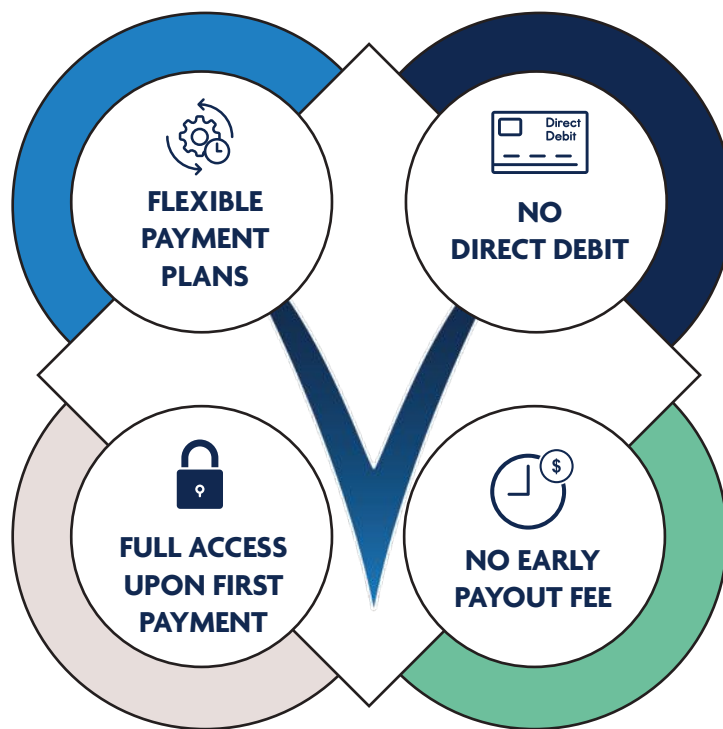 FLEXIBLE
PAYMENT
PLANS
Direct
Debit
NO
DIRECT DEBIT
FULL ACCESS
UPON FIRST
PAYMENT
$
NO EARLY
PAYOUT FEE